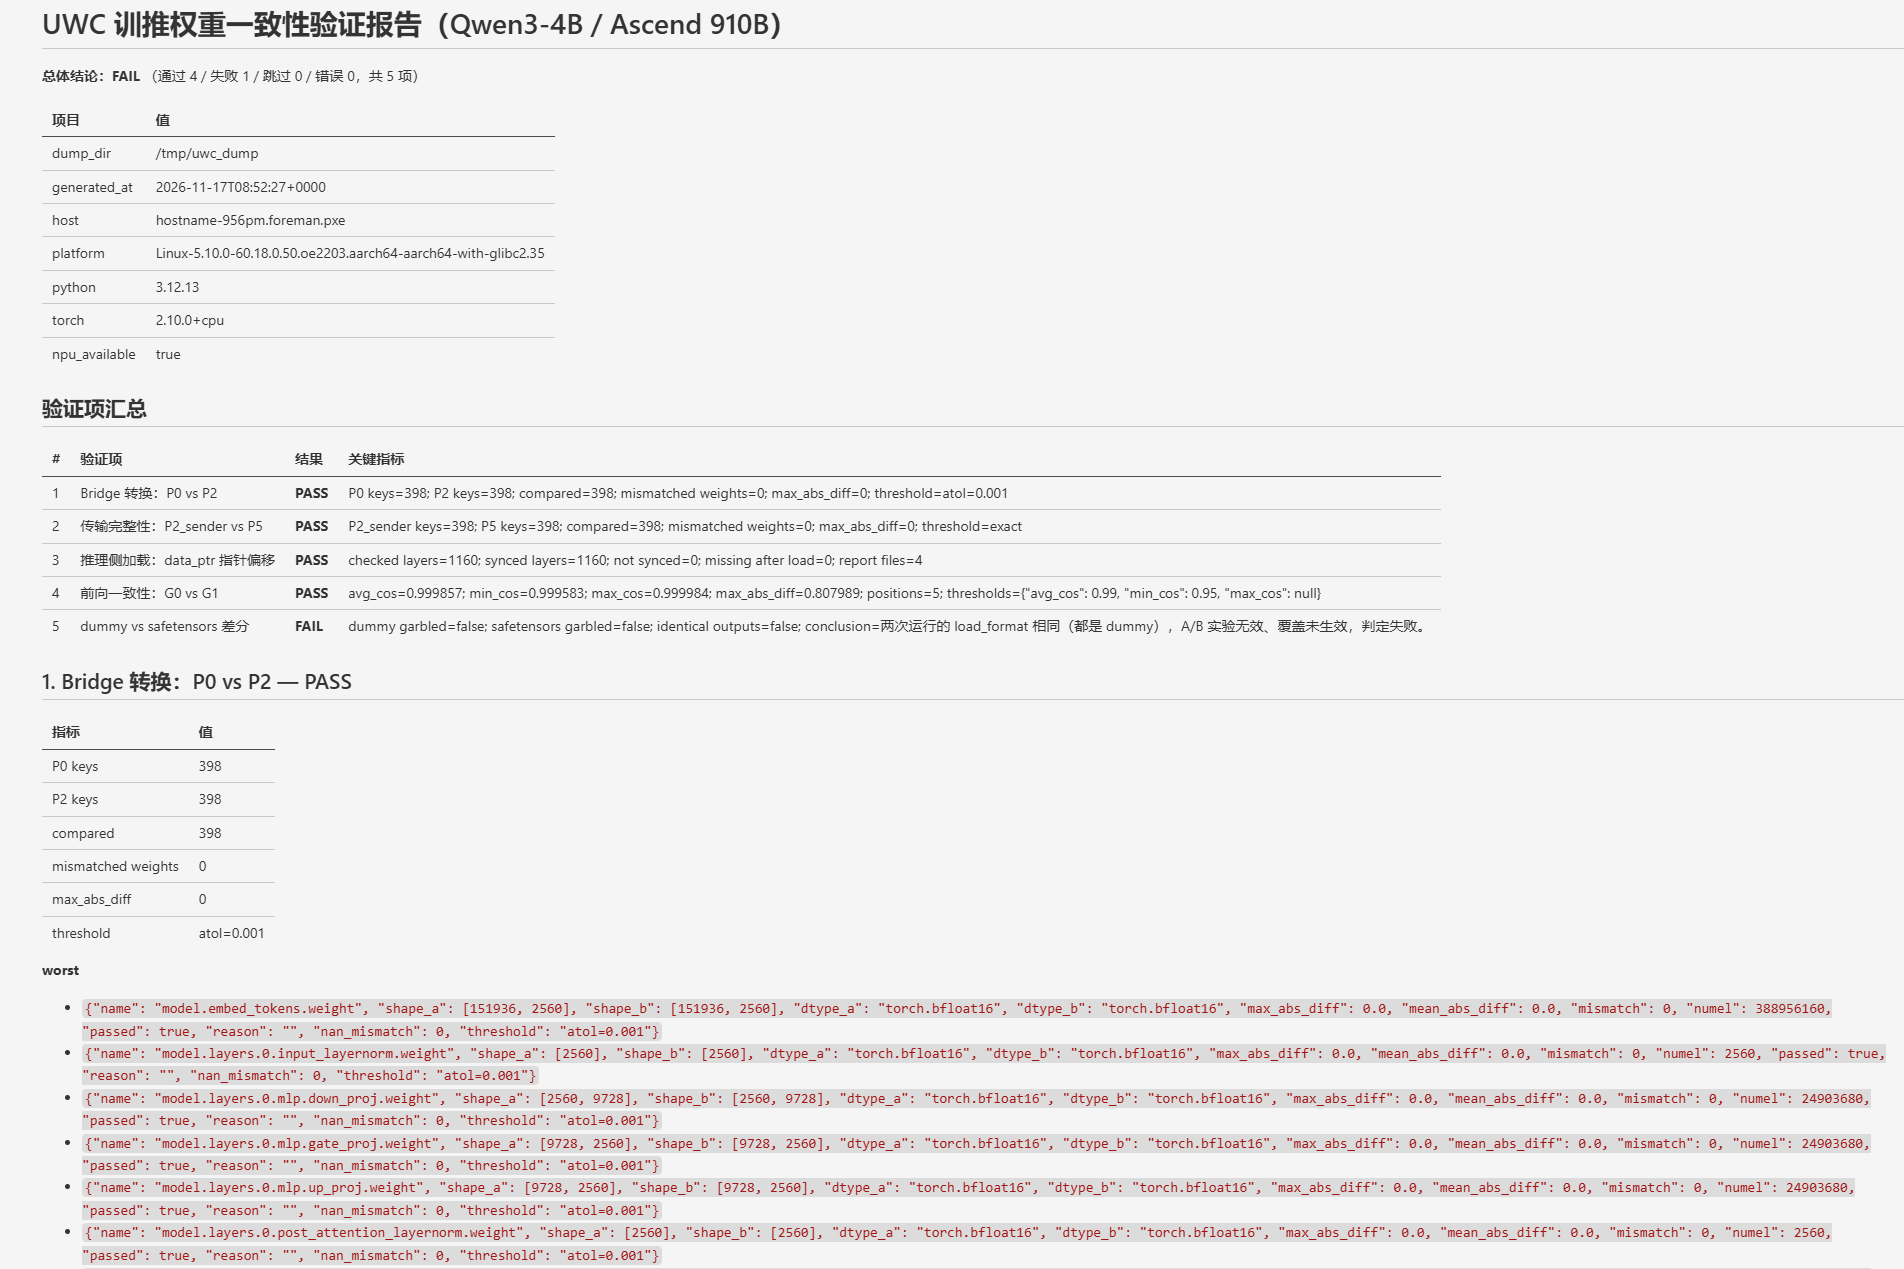 UWC 训推权重一致性验证报告（Qwen3-4B / Ascend 910B）
总体结论：FAIL （通过 4 / 失败 1 / 跳过 0 / 错误 0，共 5 项）
项目 值
dump_dir /tmp/uwc_dump
generated_at 2026-11-17T08:52:27+0000
host hostname-956pm.foreman.pxe
platform Linux-5.10.0-60.18.0.50.oe2203.aarch64-aarch64-with-glibc2.35
python 3.12.13
torch 2.10.0+cpu
npu_available true
验证项汇总
# 验证项 结果 关键指标
1 Bridge 转换：P0 vs P2 PASS P0 keys=398; P2 keys=398; compared=398; mismatched weights=0; max_abs_diff=0; threshold=atol=0.001
2 传输完整性：P2_sender vs P5 PASS P2_sender keys=398; P5 keys=398; compared=398; mismatched weights=0; max_abs_diff=0; threshold=exact
3 推理侧加载：data_ptr 指针偏移 PASS checked layers=1160; synced layers=1160; not synced=0; missing after load=0; report files=4
4 前向一致性：G0 vs G1 PASS avg_cos=0.999857; min_cos=0.999583; max_cos=0.999984; max_abs_diff=0.807989; positions=5; thresholds={"avg_cos": 0.99, "min_cos": 0.95, "max_cos": null}
5 dummy vs safetensors 差分 FAIL dummy garbled=false; safetensors garbled=false; identical outputs=false; conclusion=两次运行的 load_format 相同（都是 dummy），A/B 实验无效、覆盖未生效，判定失败。
1. Bridge 转换：P0 vs P2 — PASS
指标 值
P0 keys 398
P2 keys 398
compared 398
mismatched weights 0
max_abs_diff 0
threshold atol=0.001
worst
• {"name": "model.embed_tokens.weight", "shape_a": [151936, 2560], "shape_b": [151936, 2560], "dtype_a": "torch.bfloat16", "dtype_b": "torch.bfloat16", "max_abs_diff": 0.0, "mean_abs_diff": 0.0, "mismatch": 0, "numel": 388956160,
"passed": true, "reason": "", "nan_mismatch": 0, "threshold": "atol=0.001"}
• {"name": "model.layers.0.input_layernorm.weight", "shape_a": [2560], "shape_b": [2560], "dtype_a": "torch.bfloat16", "dtype_b": "torch.bfloat16", "max_abs_diff": 0.0, "mean_abs_diff": 0.0, "mismatch": 0, "numel": 2560, "passed": true,
"reason": "", "nan_mismatch": 0, "threshold": "atol=0.001"}
• {"name": "model.layers.0.mlp.down_proj.weight", "shape_a": [2560, 9728], "shape_b": [2560, 9728], "dtype_a": "torch.bfloat16", "dtype_b": "torch.bfloat16", "max_abs_diff": 0.0, "mean_abs_diff": 0.0, "mismatch": 0, "numel": 24903680,
"passed": true, "reason": "", "nan_mismatch": 0, "threshold": "atol=0.001"}
• {"name": "model.layers.0.mlp.gate_proj.weight", "shape_a": [9728, 2560], "shape_b": [9728, 2560], "dtype_a": "torch.bfloat16", "dtype_b": "torch.bfloat16", "max_abs_diff": 0.0, "mean_abs_diff": 0.0, "mismatch": 0, "numel": 24903680,
"passed": true, "reason": "", "nan_mismatch": 0, "threshold": "atol=0.001"}
• {"name": "model.layers.0.mlp.up_proj.weight", "shape_a": [9728, 2560], "shape_b": [9728, 2560], "dtype_a": "torch.bfloat16", "dtype_b": "torch.bfloat16", "max_abs_diff": 0.0, "mean_abs_diff": 0.0, "mismatch": 0, "numel": 24903680,
"passed": true, "reason": "", "nan_mismatch": 0, "threshold": "atol=0.001"}
• {"name": "model.layers.0.post_attention_layernorm.weight", "shape_a": [2560], "shape_b": [2560], "dtype_a": "torch.bfloat16", "dtype_b": "torch.bfloat16", "max_abs_diff": 0.0, "mean_abs_diff": 0.0, "mismatch": 0, "numel": 2560,
"passed": true, "reason": "", "nan_mismatch": 0, "threshold": "atol=0.001"}